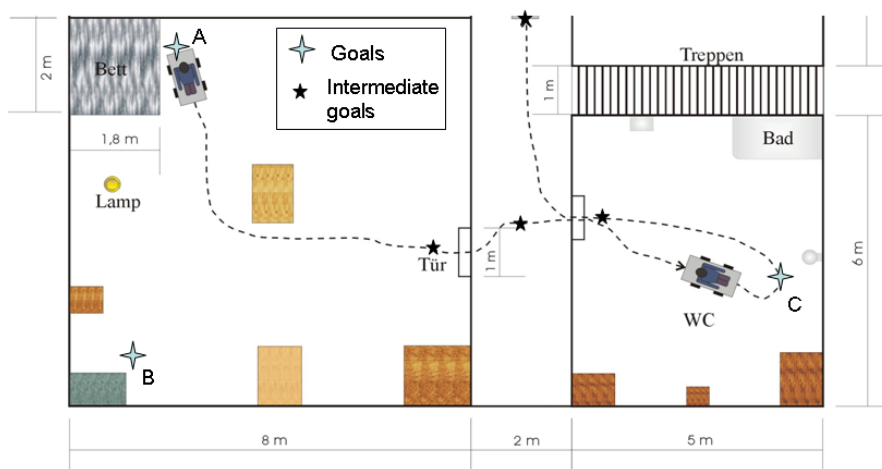 A
Goals
Intermediate
goals
Treppen
Bett
2 m
1 m
1,8 m
Bad
Lamp
Tür
1 m
6 m
WC
C
B
8 m
2 m
5 m